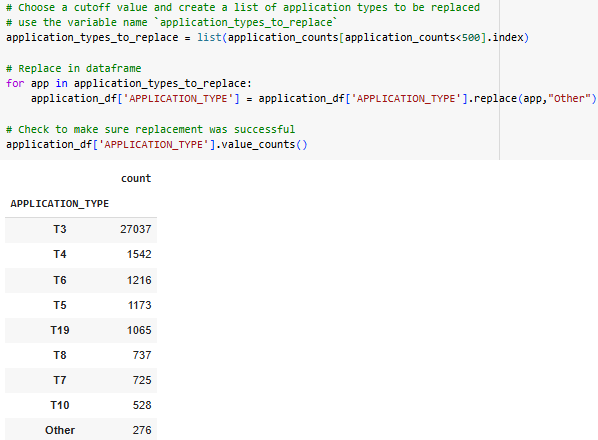 # Choose a cutoff value and create a list of application types to be replaced
# use the variable name `application_types_to_replace`
application_types_to_replace = list(application_counts[application_counts<500].index)
# Replace in dataframe
for app in application_types_to_replace:
    application_df['APPLICATION_TYPE'] = application_df['APPLICATION_TYPE'].replace(app,"Other")
# Check to make sure replacement was successful
application_df['APPLICATION_TYPE'].value_counts()
count
APPLICATION_TYPE
T3 27037
T4 1542
T6 1216
T5 1173
T19 1065
T8 737
T7 725
T10 528
Other 276